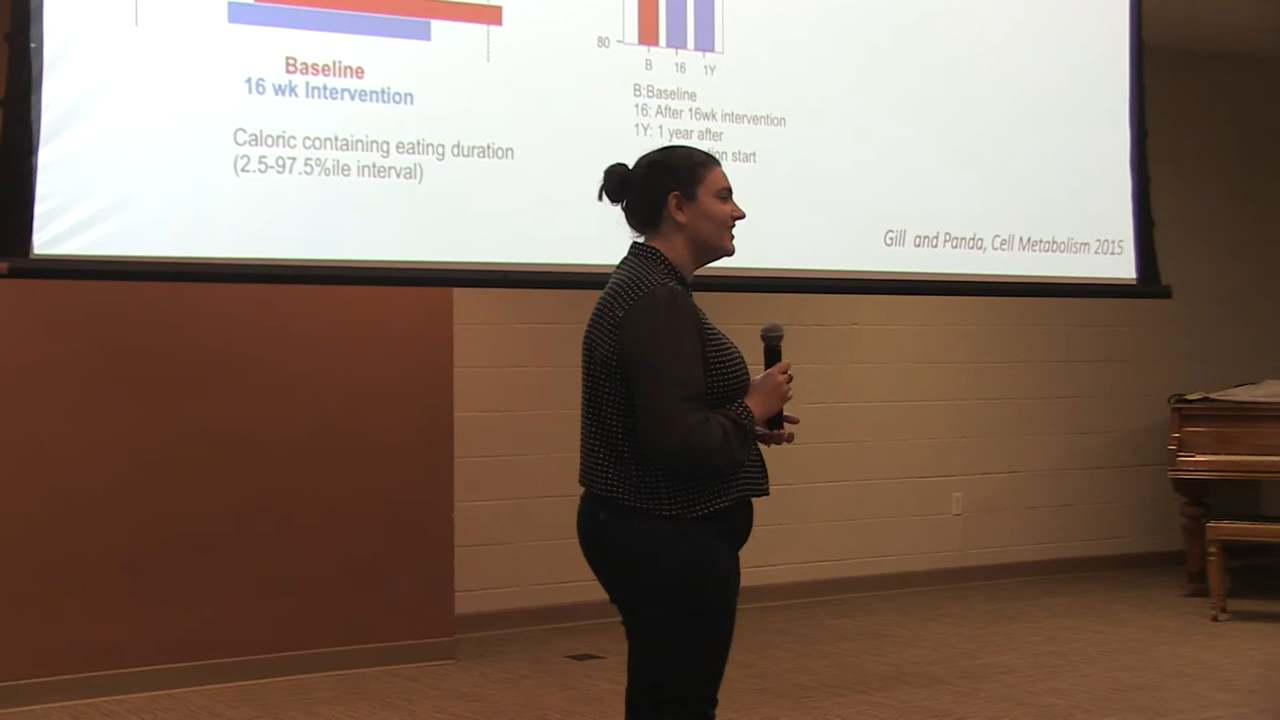 Baseline
16 wk Intervention
Caloric containing eating duration
(2.5-97.5%ile interval)
80
B 16 1Y
B:Baseline
16: After 16wk intervention
1Y: 1 year after
start
Gill and Panda, Cell Metabolism 2015